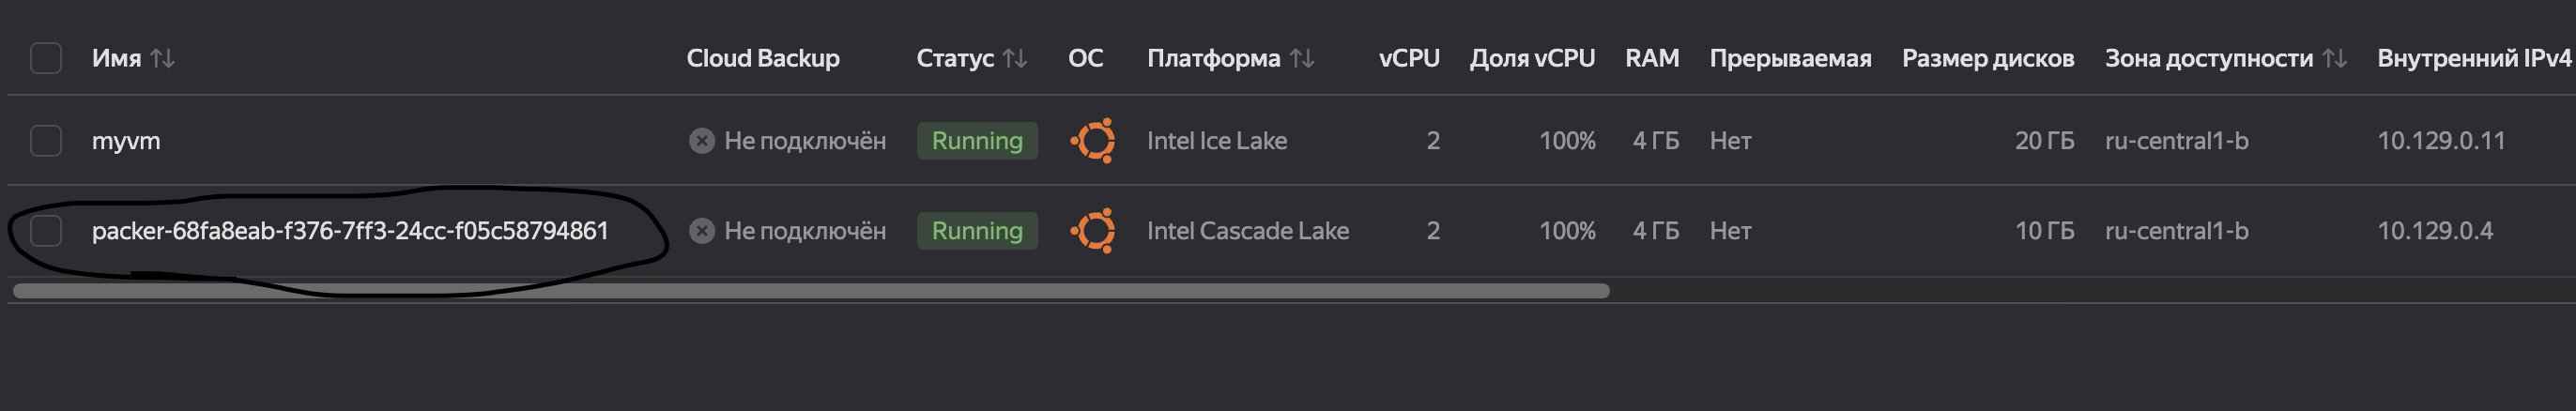 Имя Cloud Backup Статус ОС Платформа vCPU Доля vCPU RAM Прерываемая Размер дисков Зона доступности Внутренний IPv4
myvm Не подключён Running Intel Ice Lake 2 100% 4 ГБ Нет 20 ГБ ru-central1-b 10.129.0.11
packer-68fa8eab-f376-7ff3-24cc-f05c58794861 Не подключён Running Intel Cascade Lake 2 100% 4 ГБ Нет 10 ГБ ru-central1-b 10.129.0.4